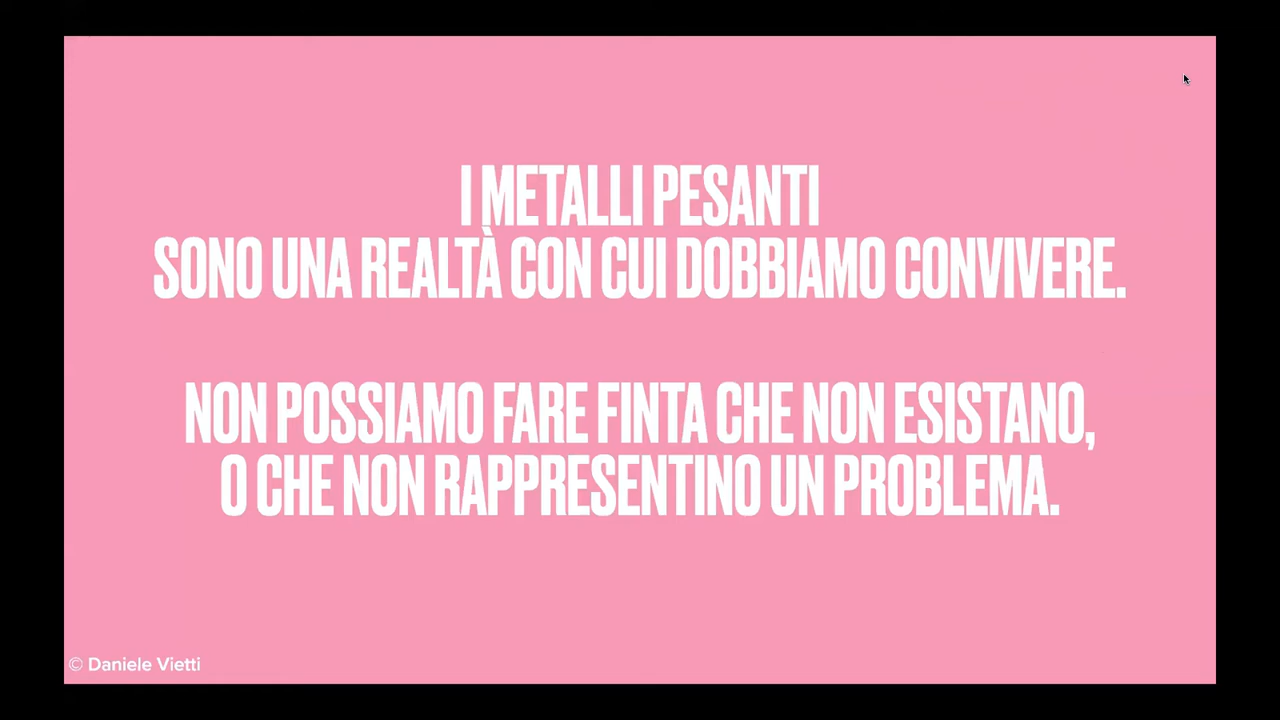 I METALLI PESANTI
SONO UNA REALTÀ CON CUI DOBBIAMO CONVIVERE.
NON POSSIAMO FARE FINTA CHE NON ESISTANO,
O CHE NON RAPPRESENTINO UN PROBLEMA.
© Daniele Vietti